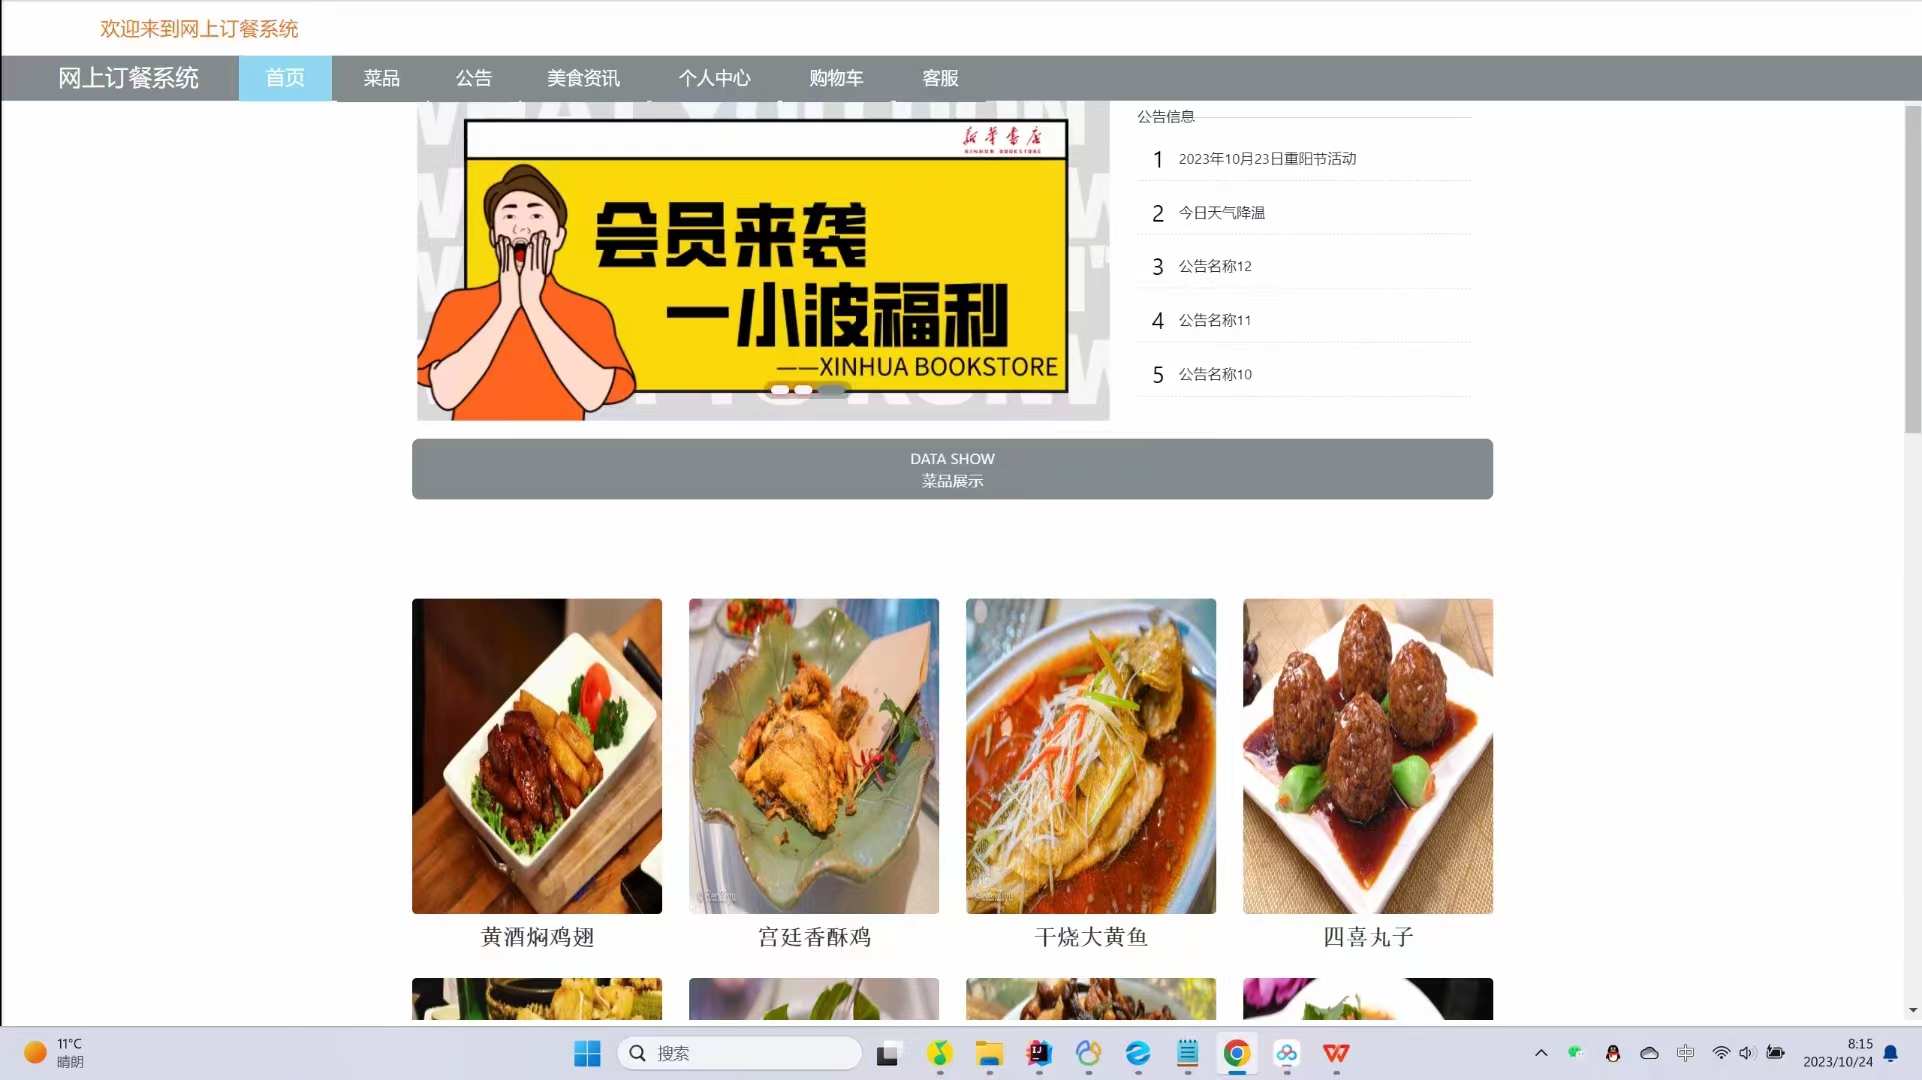 欢迎来到网上订餐系统
网上订餐系统 首页 菜品 公告 美食资讯 个人中心 购物车 客服
新华书店
XINHUA BOOKSTORE
会员来袭
一小波福利
——XINHUA BOOKSTORE
公告信息
1 2023年10月23日重阳节活动
2 今日天气降温
3 公告名称12
4 公告名称11
5 公告名称10
DATA SHOW
菜品展示
黄酒焖鸡翅 宫廷香酥鸡 干烧大黄鱼 四喜丸子
11°C
晴朗
搜索
中
8:15
2023/10/24